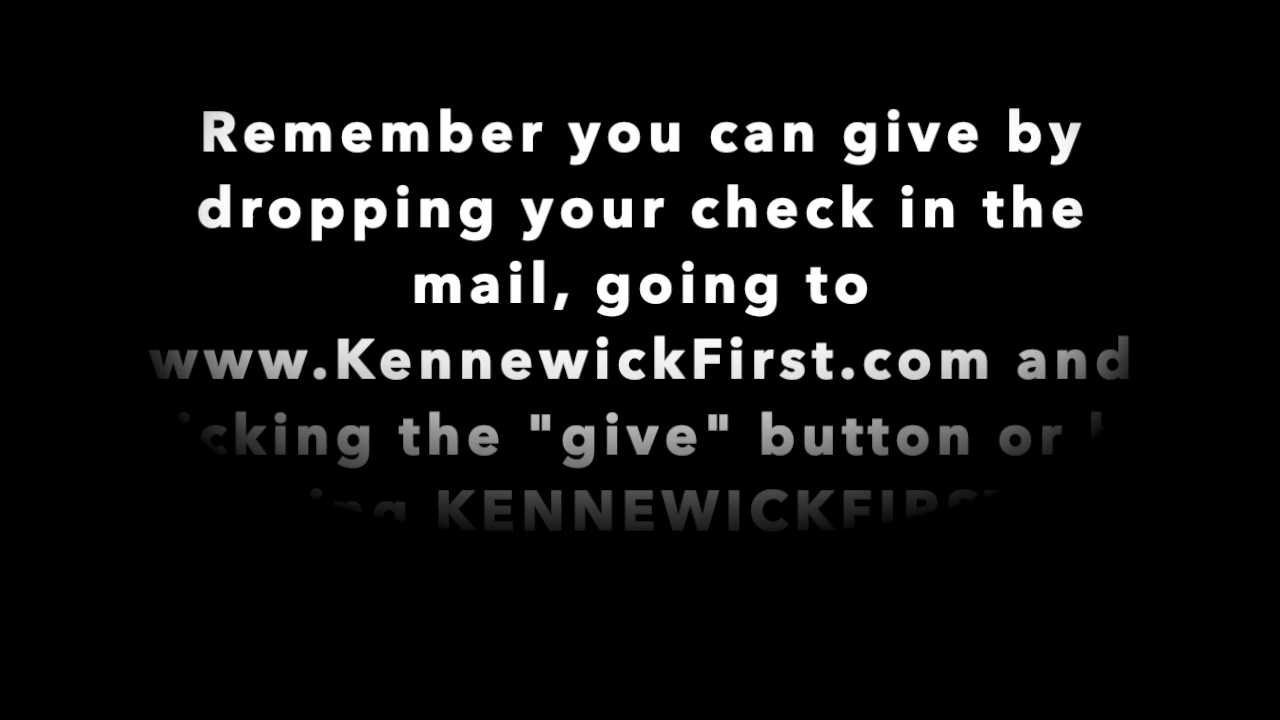 Remember you can give by
dropping your check in the
mail, going to
www.KennewickFirst.com and
the "give" button or
KENNEWICKFIRST